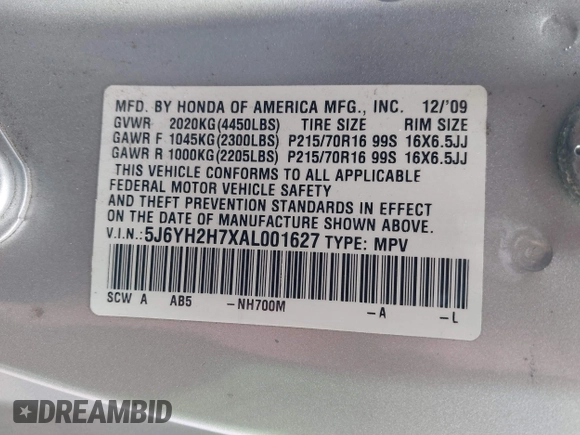 MFD. BY HONDA OF AMERICA MFG., INC. 12/'09
GVWR 2020KG(4450LBS) TIRE SIZE RIM SIZE
GAWR F 1045KG(2300LBS) P215/70R16 99S 16X6.5JJ
GAWR R 1000KG(2205LBS) P215/70R16 99S 16X6.5JJ
THIS VEHICLE CONFORMS TO ALL APPLICABLE
FEDERAL MOTOR VEHICLE SAFETY
AND THEFT PREVENTION STANDARDS IN EFFECT
ON THE DATE OF MANUFACTURE SHOWN ABOVE.
V.I.N.:5J6YH2H7XAL001627 TYPE: MPV
SCW A AB5 -NH700M -A -L
DREAMBID